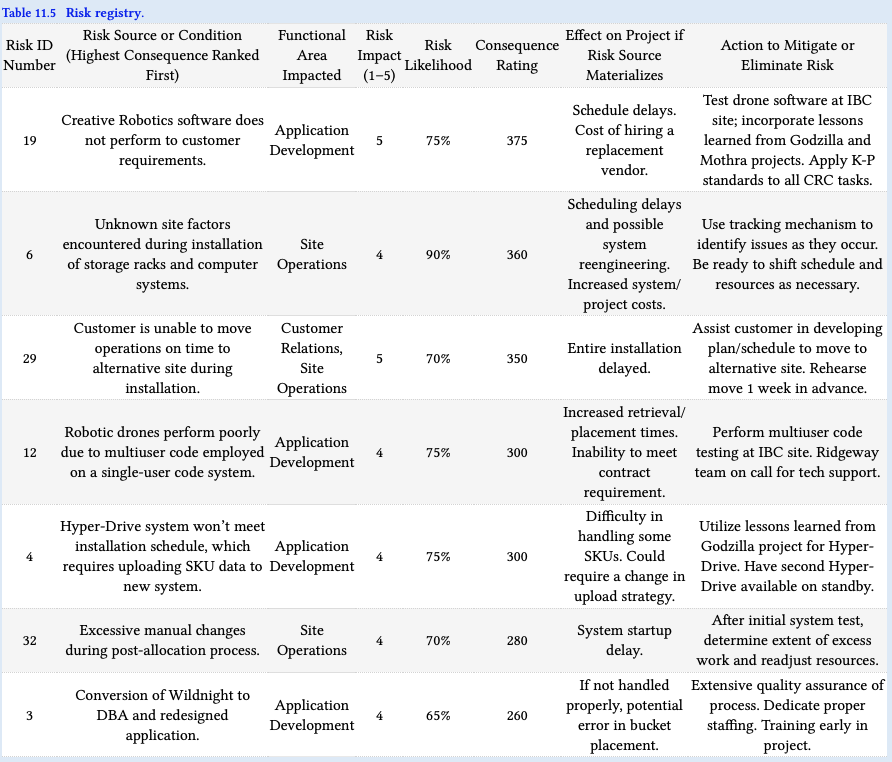 Table 11.5 Risk registry.
Risk ID
Number
Risk Source or Condition
(Highest Consequence Ranked
First)
Functional
Area
Impacted
Risk
Impact
(1–5)
Risk
Likelihood
Consequence
Rating
Effect on Project if
Risk Source
Materializes
Action to Mitigate or
Eliminate Risk
19
Creative Robotics software does
not perform to customer
requirements.
Application
Development
5
75%
375
Schedule delays.
Cost of hiring a
replacement
vendor.
Test drone software at IBC
site; incorporate lessons
learned from Godzilla and
Mothra projects. Apply K-P
standards to all CRC tasks.
6
Unknown site factors
encountered during installation
of storage racks and computer
systems.
Site
Operations
4
90%
360
Scheduling delays
and possible
system
reengineering.
Increased system/
project costs.
Use tracking mechanism to
identify issues as they occur.
Be ready to shift schedule and
resources as necessary.
29
Customer is unable to move
operations on time to
alternative site during
installation.
Customer
Relations,
Site
Operations
5
70%
350
Entire installation
delayed.
Assist customer in developing
plan/schedule to move to
alternative site. Rehearse
move 1 week in advance.
12
Robotic drones perform poorly
due to multiuser code employed
on a single-user code system.
Application
Development
4
75%
300
Increased retrieval/
placement times.
Inability to meet
contract
requirement.
Perform multiuser code
testing at IBC site. Ridgeway
team on call for tech support.
4
Hyper-Drive system won’t meet
installation schedule, which
requires uploading SKU data to
new system.
Application
Development
4
75%
300
Difficulty in
handling some
SKUs. Could
require a change in
upload strategy.
Utilize lessons learned from
Godzilla project for Hyper-
Drive. Have second Hyper-
Drive available on standby.
32
Excessive manual changes
during post-allocation process.
Site
Operations
4
70%
280
System startup
delay.
After initial system test,
determine extent of excess
work and readjust resources.
3
Conversion of Wildnight to
DBA and redesigned
application.
Application
Development
4
65%
260
If not handled
properly, potential
error in bucket
placement.
Extensive quality assurance of
process. Dedicate proper
staffing. Training early in
project.